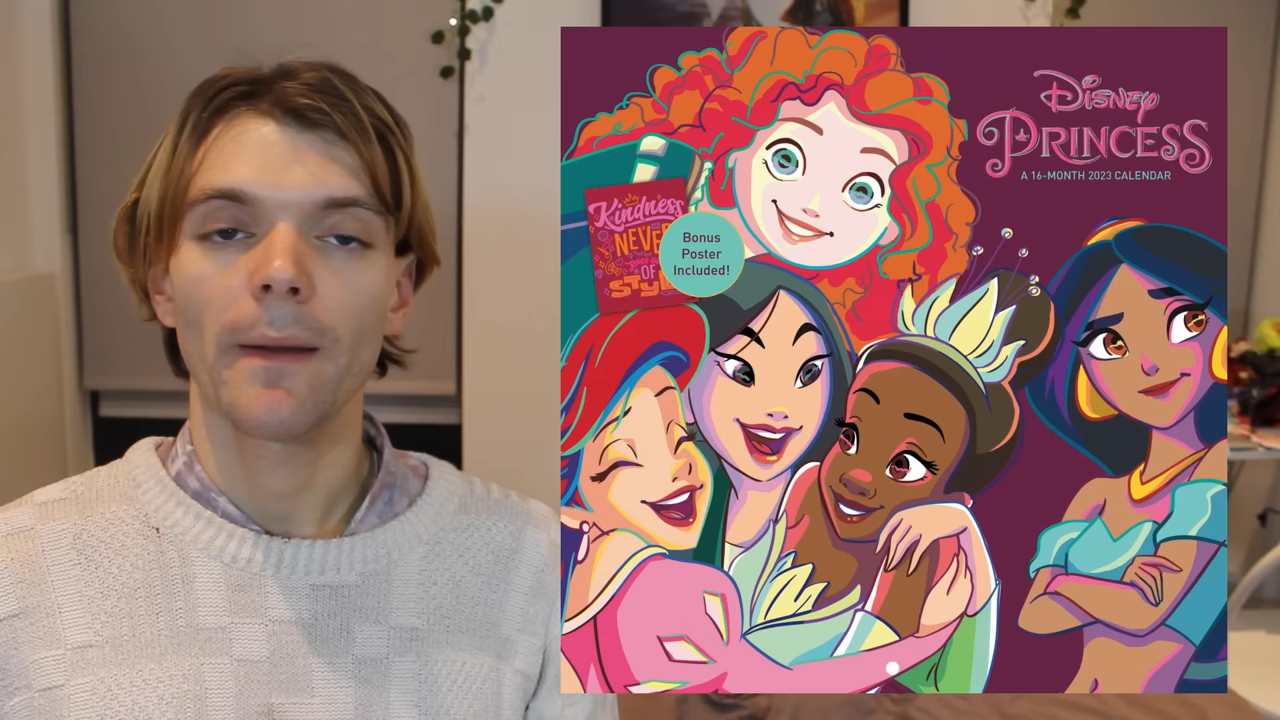 Disney
PRINCESS
A 16-MONTH 2023 CALENDAR
Kindness
NEVER
OF
STYLE
Bonus
Poster
Included!